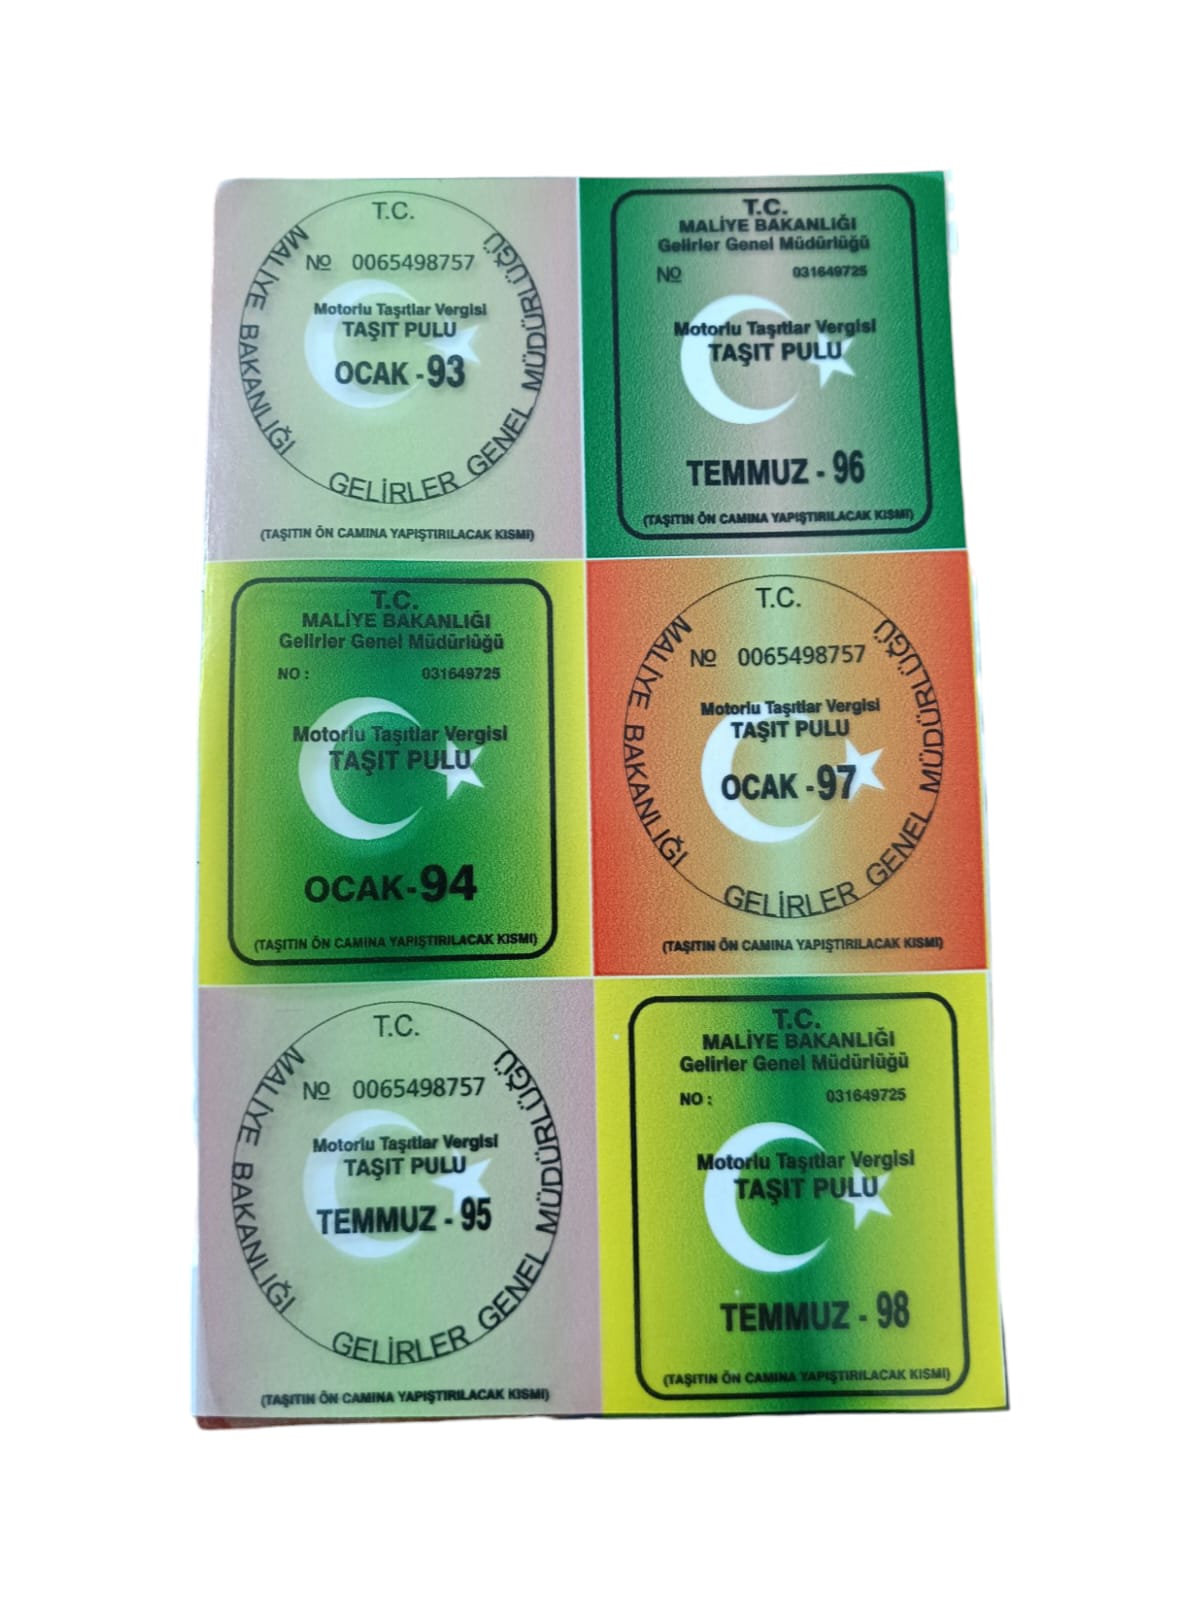 T.C.
MALİYE BAKANLIĞI GELİRLER GENEL MÜDÜRLÜĞÜ
№ 0065498757
Motorlu Taşıtlar Vergisi
TAŞIT PULU
OCAK - 93
(TAŞITIN ÖN CAMINA YAPIŞTIRILACAK KISMI)
T.C.
MALİYE BAKANLIĞI
Gelirler Genel Müdürlüğü
№ 031649725
Motorlu Taşıtlar Vergisi
TAŞIT PULU
TEMMUZ - 96
(TAŞITIN ÖN CAMINA YAPIŞTIRILACAK KISMI)
T.C.
MALİYE BAKANLIĞI
Gelirler Genel Müdürlüğü
NO : 031649725
Motorlu Taşıtlar Vergisi
TAŞIT PULU
OCAK-94
(TAŞITIN ÖN CAMINA YAPIŞTIRILACAK KISMI)
T.C.
MALİYE BAKANLIĞI GELİRLER GENEL MÜDÜRLÜĞÜ
№ 0065498757
Motorlu Taşıtlar Vergisi
TAŞIT PULU
OCAK -97
(TAŞITIN ÖN CAMINA YAPIŞTIRILACAK KISMI)
T.C.
MALİYE BAKANLIĞI GELİRLER GENEL MÜDÜRLÜĞÜ
№ 0065498757
Motorlu Taşıtlar Vergisi
TAŞIT PULU
TEMMUZ - 95
(TAŞITIN ÖN CAMINA YAPIŞTIRILACAK KISMI)
T.C.
MALİYE BAKANLIĞI
Gelirler Genel Müdürlüğü
NO : 031649725
Motorlu Taşıtlar Vergisi
TAŞIT PULU
TEMMUZ - 98
(TAŞITIN ÖN CAMINA YAPIŞTIRILACAK KISMI)